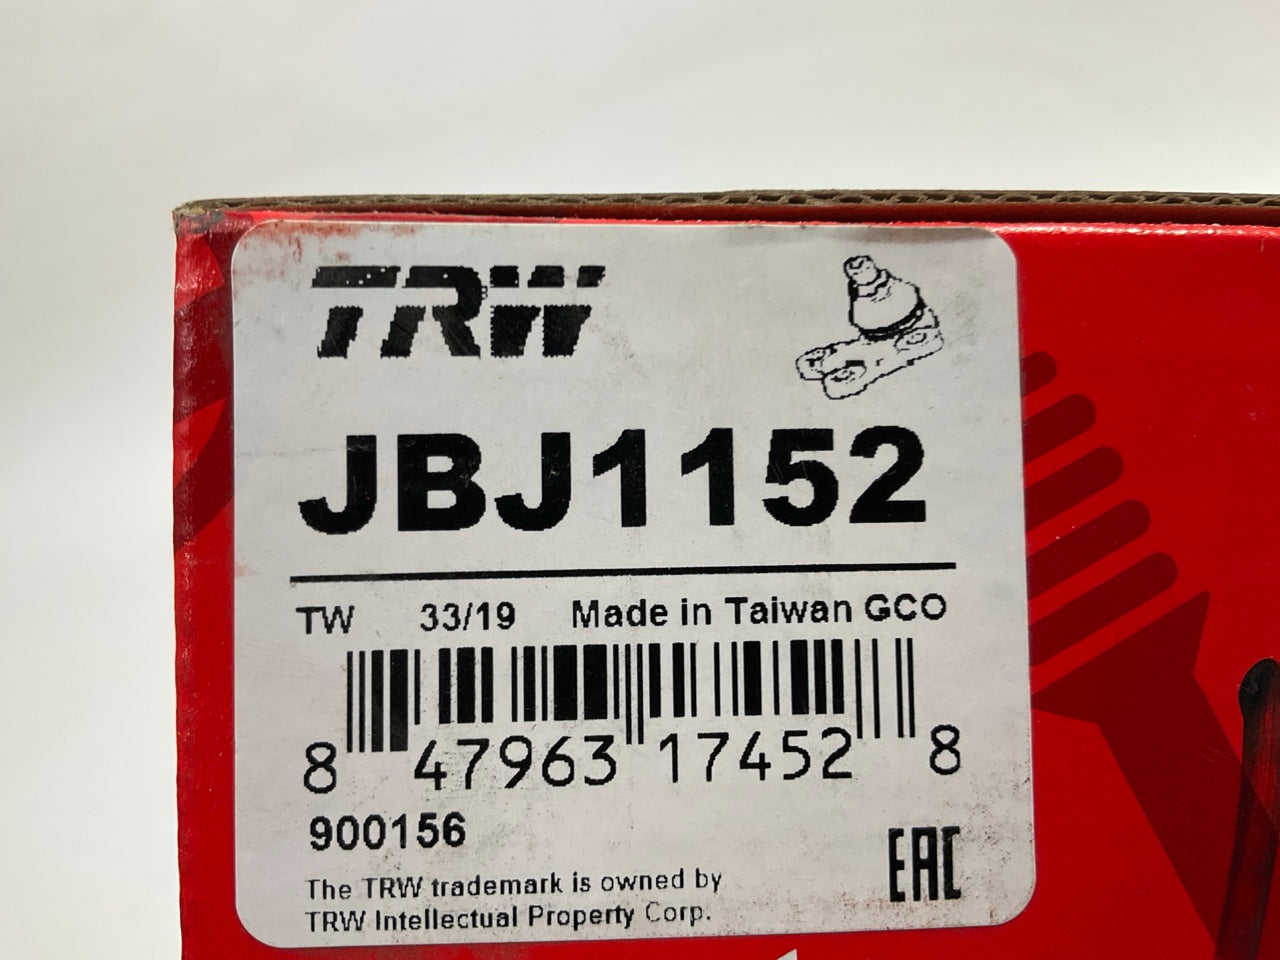 TRW
JBJ1152
TW 33/19 Made in Taiwan GCO
8 47963 17452 8
900156
EAC
The TRW trademark is owned by
TRW Intellectual Property Corp.